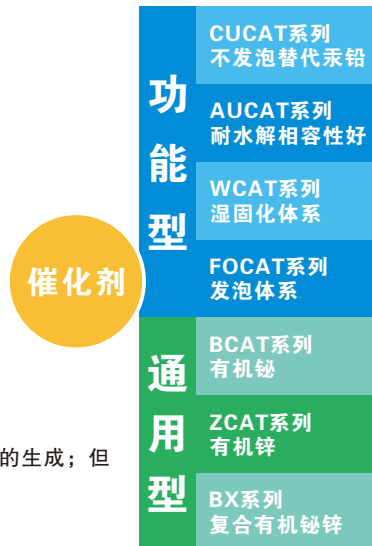 催化剂
功能型
CUCAT系列
不发泡替代汞铅
AUCAT系列
耐水解相容性好
WCAT系列
湿固化体系
FOCAT系列
发泡体系
通用型
BCAT系列
有机铋
ZCAT系列
有机锌
BX系列
复合有机铋锌
的生成；但